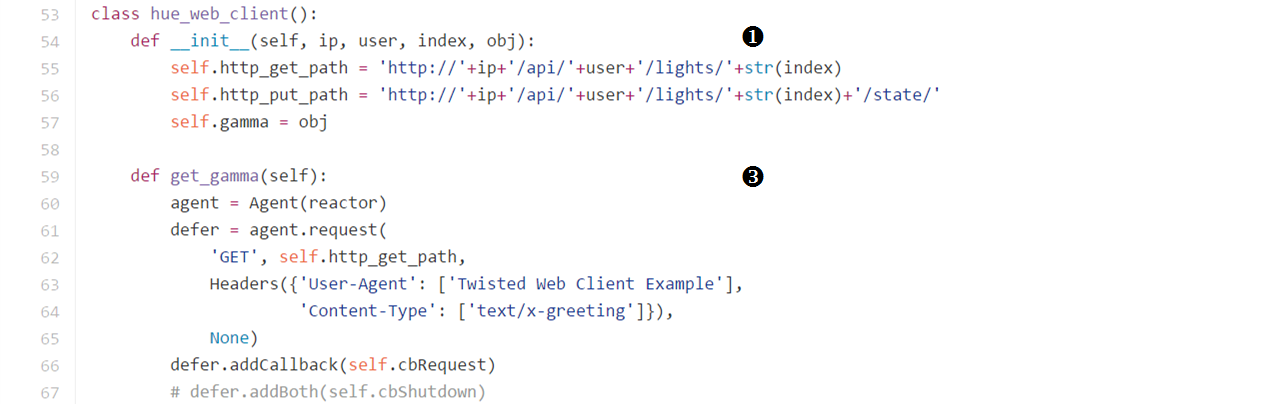 53 class hue_web_client():
54     def __init__(self, ip, user, index, obj): ❶
55         self.http_get_path = 'http://'+ip+'/api/'+user+'/lights/'+str(index)
56         self.http_put_path = 'http://'+ip+'/api/'+user+'/lights/'+str(index)+'/state/'
57         self.gamma = obj
58
59     def get_gamma(self): ❸
60         agent = Agent(reactor)
61         defer = agent.request(
62             'GET', self.http_get_path,
63             Headers({'User-Agent': ['Twisted Web Client Example'],
64                      'Content-Type': ['text/x-greeting']}),
65             None)
66         defer.addCallback(self.cbRequest)
67         # defer.addBoth(self.cbShutdown)